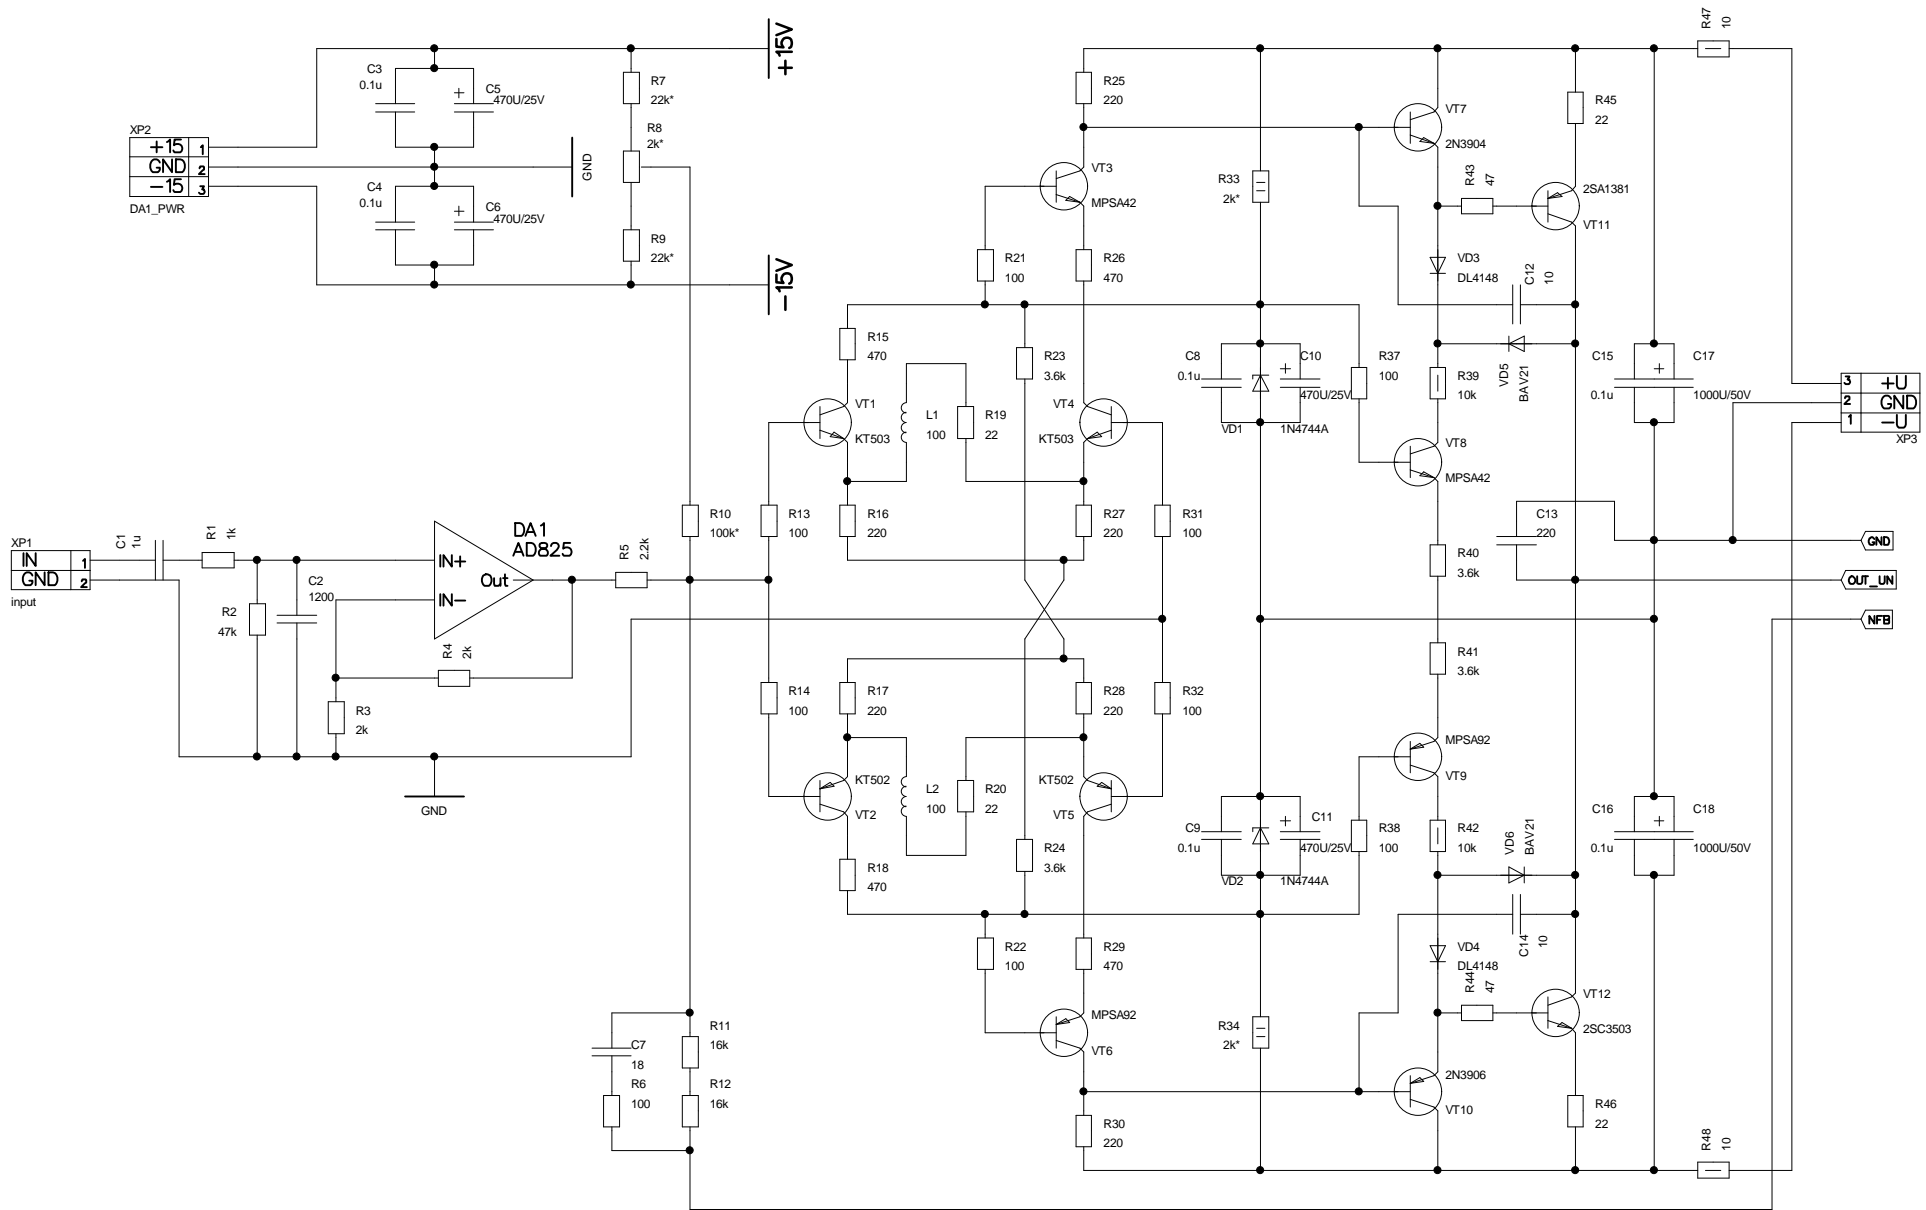 +15V
R47
10
C3
0.1u
+
C5
470U/25V
R7
22k*
R25
220
VT7
2N3904
R45
22
XP2
+15 1
GND 2
-15 3
DA1_PWR
R8
2k*
GND
C4
0.1u
+
C6
470U/25V
R9
22k*
-15V
VT3
MPSA42
R33
2k*
R43
47
2SA1381
VT11
R21
100
R26
470
VD3
DL4148
C12
10
R15
470
R23
3.6k
C8
0.1u
+
C10
470U/25V
VD1
1N4744A
R37
100
R39
10k
VD5
BAV21
C15
0.1u
+
C17
1000U/50V
3 +U
2 GND
1 -U
XP3
VT1
KT503
L1
100
R19
22
VT4
KT503
VT8
MPSA42
R10
100k*
R13
100
R16
220
R27
220
R31
100
C13
220
XP1
IN 1
GND 2
input
C1
1u
R1
1k
R2
47k
C2
1200
DA1
AD825
IN+
IN-
Out
R5
2.2k
R4
2k
R3
2k
GND
R40
3.6k
GND
OUT_UN
NFB
R41
3.6k
R14
100
R17
220
R28
220
R32
100
MPSA92
VT9
KT502
VT2
L2
100
R20
22
KT502
VT5
R18
470
R24
3.6k
C9
0.1u
+
C11
470U/25V
VD2
1N4744A
R38
100
R42
10k
VD6
BAV21
C16
0.1u
+
C18
1000U/50V
R22
100
R29
470
VD4
DL4148
C14
10
R44
47
VT12
2SC3503
MPSA92
VT6
R34
2k*
R11
16k
C7
18
R6
100
R12
16k
2N3906
VT10
R30
220
R46
22
R48
10